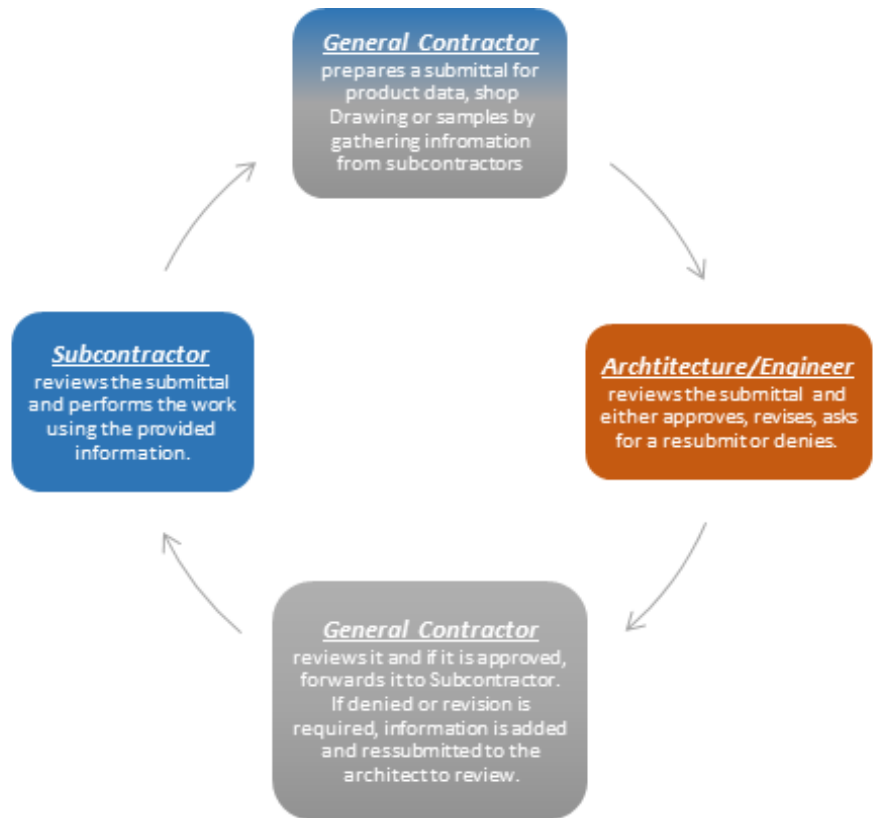 General Contractor
prepares a submittal for
product data, shop
Drawing or samples by
gathering infromation
from subcontractors
Archtitecture/Engineer
reviews the submittal and
either approves, revises, asks
for a resubmit or denies.
General Contractor
reviews it and if it is approved,
forwards it to Subcontractor.
If denied or revision is
required, information is added
and ressubmitted to the
architect to review.
Subcontractor
reviews the submittal
and performs the work
using the provided
information.